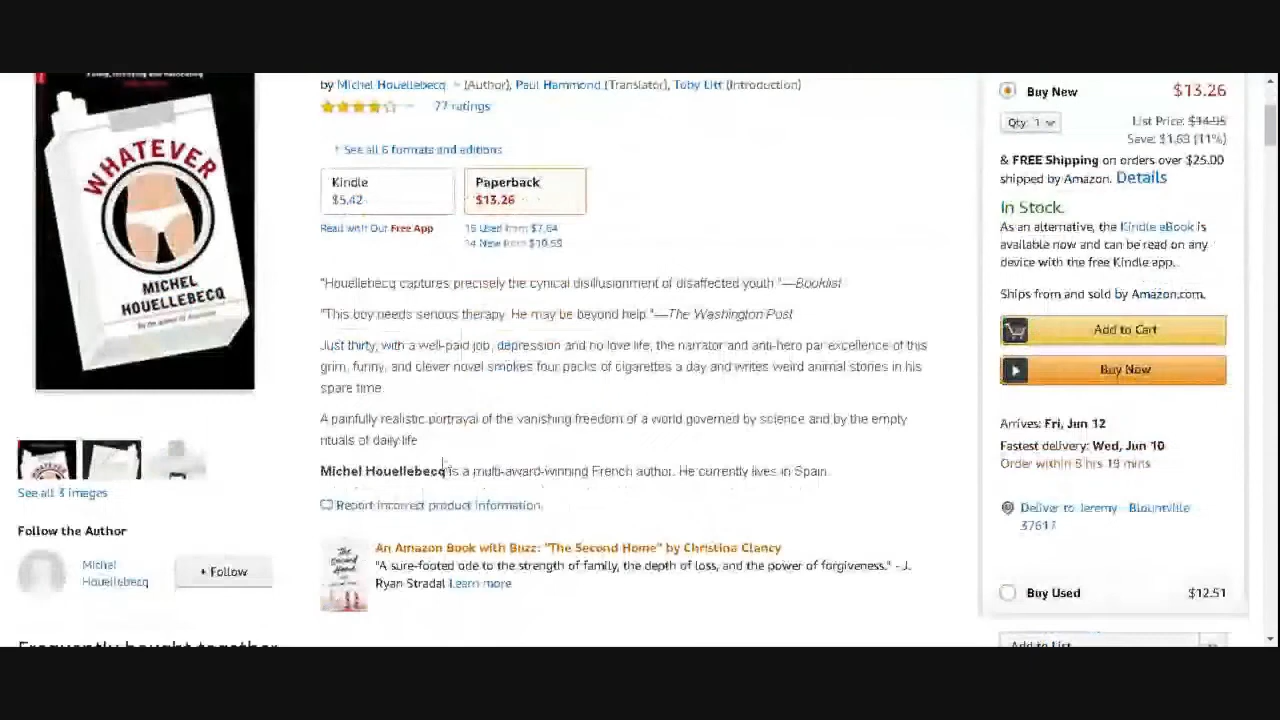 by Michel Houellebecq (Author), Paul Hammond (Translator), Toby Litt (Introduction)
77 ratings
See all 6 formats and editions
Kindle
$5.42
Paperback
$13.26
Read with Our Free App
15 Used from $7.64
14 New from $10.59
"Houellebecq captures precisely the cynical disillusionment of disaffected youth."—Booklist
"This boy needs serious therapy. He may be beyond help."—The Washington Post
Just thirty, with a well-paid job, depression and no love life, the narrator and anti-hero par excellence of this
grim, funny, and clever novel smokes four packs of cigarettes a day and writes weird animal stories in his
spare time.
A painfully realistic portrayal of the vanishing freedom of a world governed by science and by the empty
rituals of daily life.
Michel Houellebecq is a multi-award-winning French author. He currently lives in Spain.
Report incorrect product information.
An Amazon Book with Buzz: "The Second Home" by Christina Clancy
"A sure-footed ode to the strength of family, the depth of loss, and the power of forgiveness." - J.
Ryan Stradal Learn more
WHATEVER
MICHEL
HOUELLEBECQ
See all 3 images
Follow the Author
Michel
Houellebecq
+ Follow
Frequently bought together
Buy New
$13.26
Qty: 1
List Price: $14.95
Save: $1.69 (11%)
& FREE Shipping on orders over $25.00
shipped by Amazon. Details
In Stock.
As an alternative, the Kindle eBook is
available now and can be read on any
device with the free Kindle app.
Ships from and sold by Amazon.com.
Add to Cart
Buy Now
Arrives: Fri, Jun 12
Fastest delivery: Wed, Jun 10
Order within 8 hrs 19 mins
Deliver to Jeremy - Blountville
37617
Buy Used
$12.51
Add to List
The
Second
Home